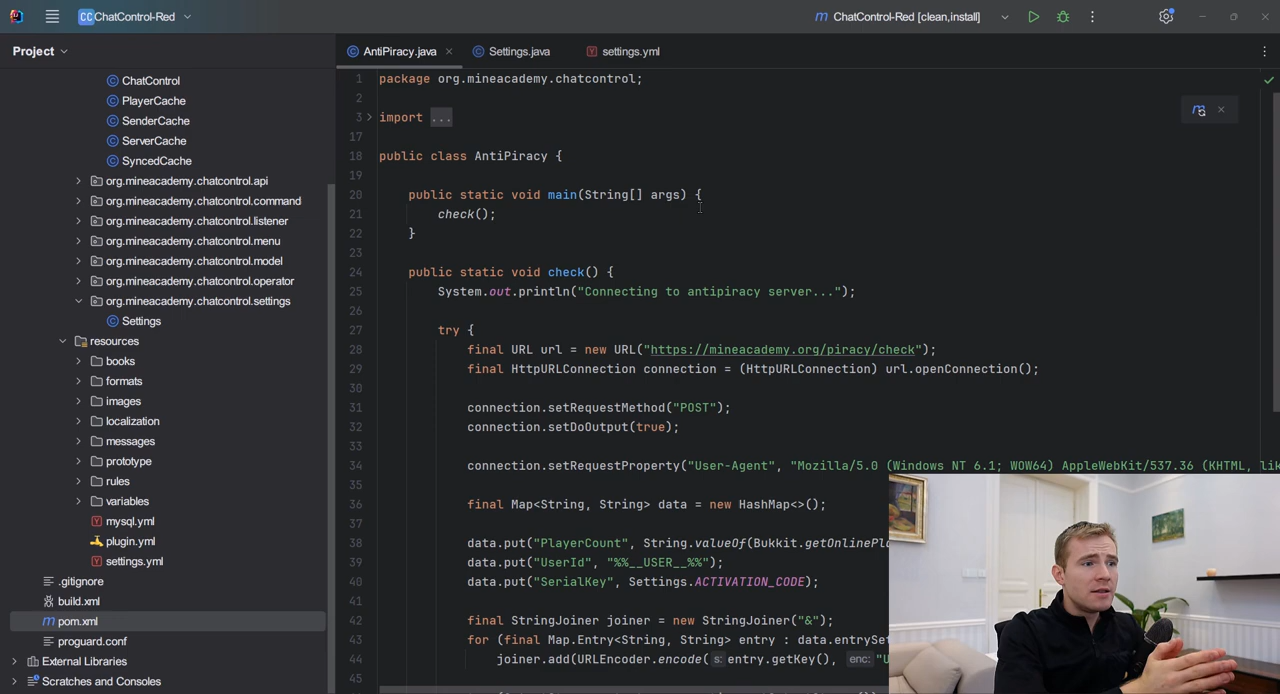 CC ChatControl-Red
m ChatControl-Red [clean,install]
Project
AntiPiracy.java
Settings.java
settings.yml
ChatControl
PlayerCache
SenderCache
ServerCache
SyncedCache
org.mineacademy.chatcontrol.api
org.mineacademy.chatcontrol.command
org.mineacademy.chatcontrol.listener
org.mineacademy.chatcontrol.menu
org.mineacademy.chatcontrol.model
org.mineacademy.chatcontrol.operator
org.mineacademy.chatcontrol.settings
Settings
resources
books
formats
images
localization
messages
prototype
rules
variables
mysql.yml
plugin.yml
settings.yml
.gitignore
build.xml
m pom.xml
proguard.conf
External Libraries
Scratches and Consoles
1 package org.mineacademy.chatcontrol;
2
3 import ...
17
18 public class AntiPiracy {
19
20 public static void main(String[] args) {
21 check();
22 }
23
24 public static void check() {
25 System.out.println("Connecting to antipiracy server...");
26
27 try {
28 final URL url = new URL("https://mineacademy.org/piracy/check");
29 final HttpURLConnection connection = (HttpURLConnection) url.openConnection();
30
31 connection.setRequestMethod("POST");
32 connection.setDoOutput(true);
33
34 connection.setRequestProperty("User-Agent", "Mozilla/5.0 (Windows NT 6.1; WOW64) AppleWebKit/537.36 (KHTML, lik
35
36 final Map<String, String> data = new HashMap<>();
37
38 data.put("PlayerCount", String.valueOf(Bukkit.getOnlinePla
39 data.put("UserId", "%%__USER__%%");
40 data.put("SerialKey", Settings.ACTIVATION_CODE);
41
42 final StringJoiner joiner = new StringJoiner("&");
43 for (final Map.Entry<String, String> entry : data.entrySet
44 joiner.add(URLEncoder.encode( s: entry.getKey(), enc: "U
45